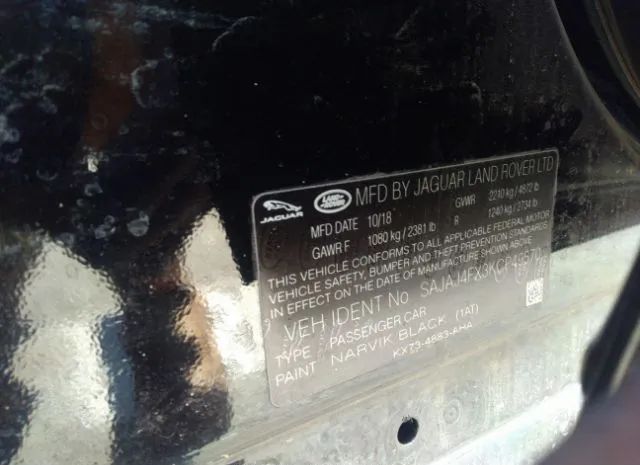 JAGUAR
LAND ROVER
MFD BY JAGUAR LAND ROVER LTD
MFD DATE 10/18 GVWR 2210 kg / 4872 lb
GAWR F 1080 kg / 2381 lb R 1240 kg / 2734 lb
THIS VEHICLE CONFORMS TO ALL APPLICABLE FEDERAL MOTOR
VEHICLE SAFETY, BUMPER AND THEFT PREVENTION STANDARDS
IN EFFECT ON THE DATE OF MANUFACTURE SHOWN ABOVE
VEH IDENT No
TYPE PASSENGER CAR
PAINT NARVIK BLACK (1AT)
KX73-4883-AHA